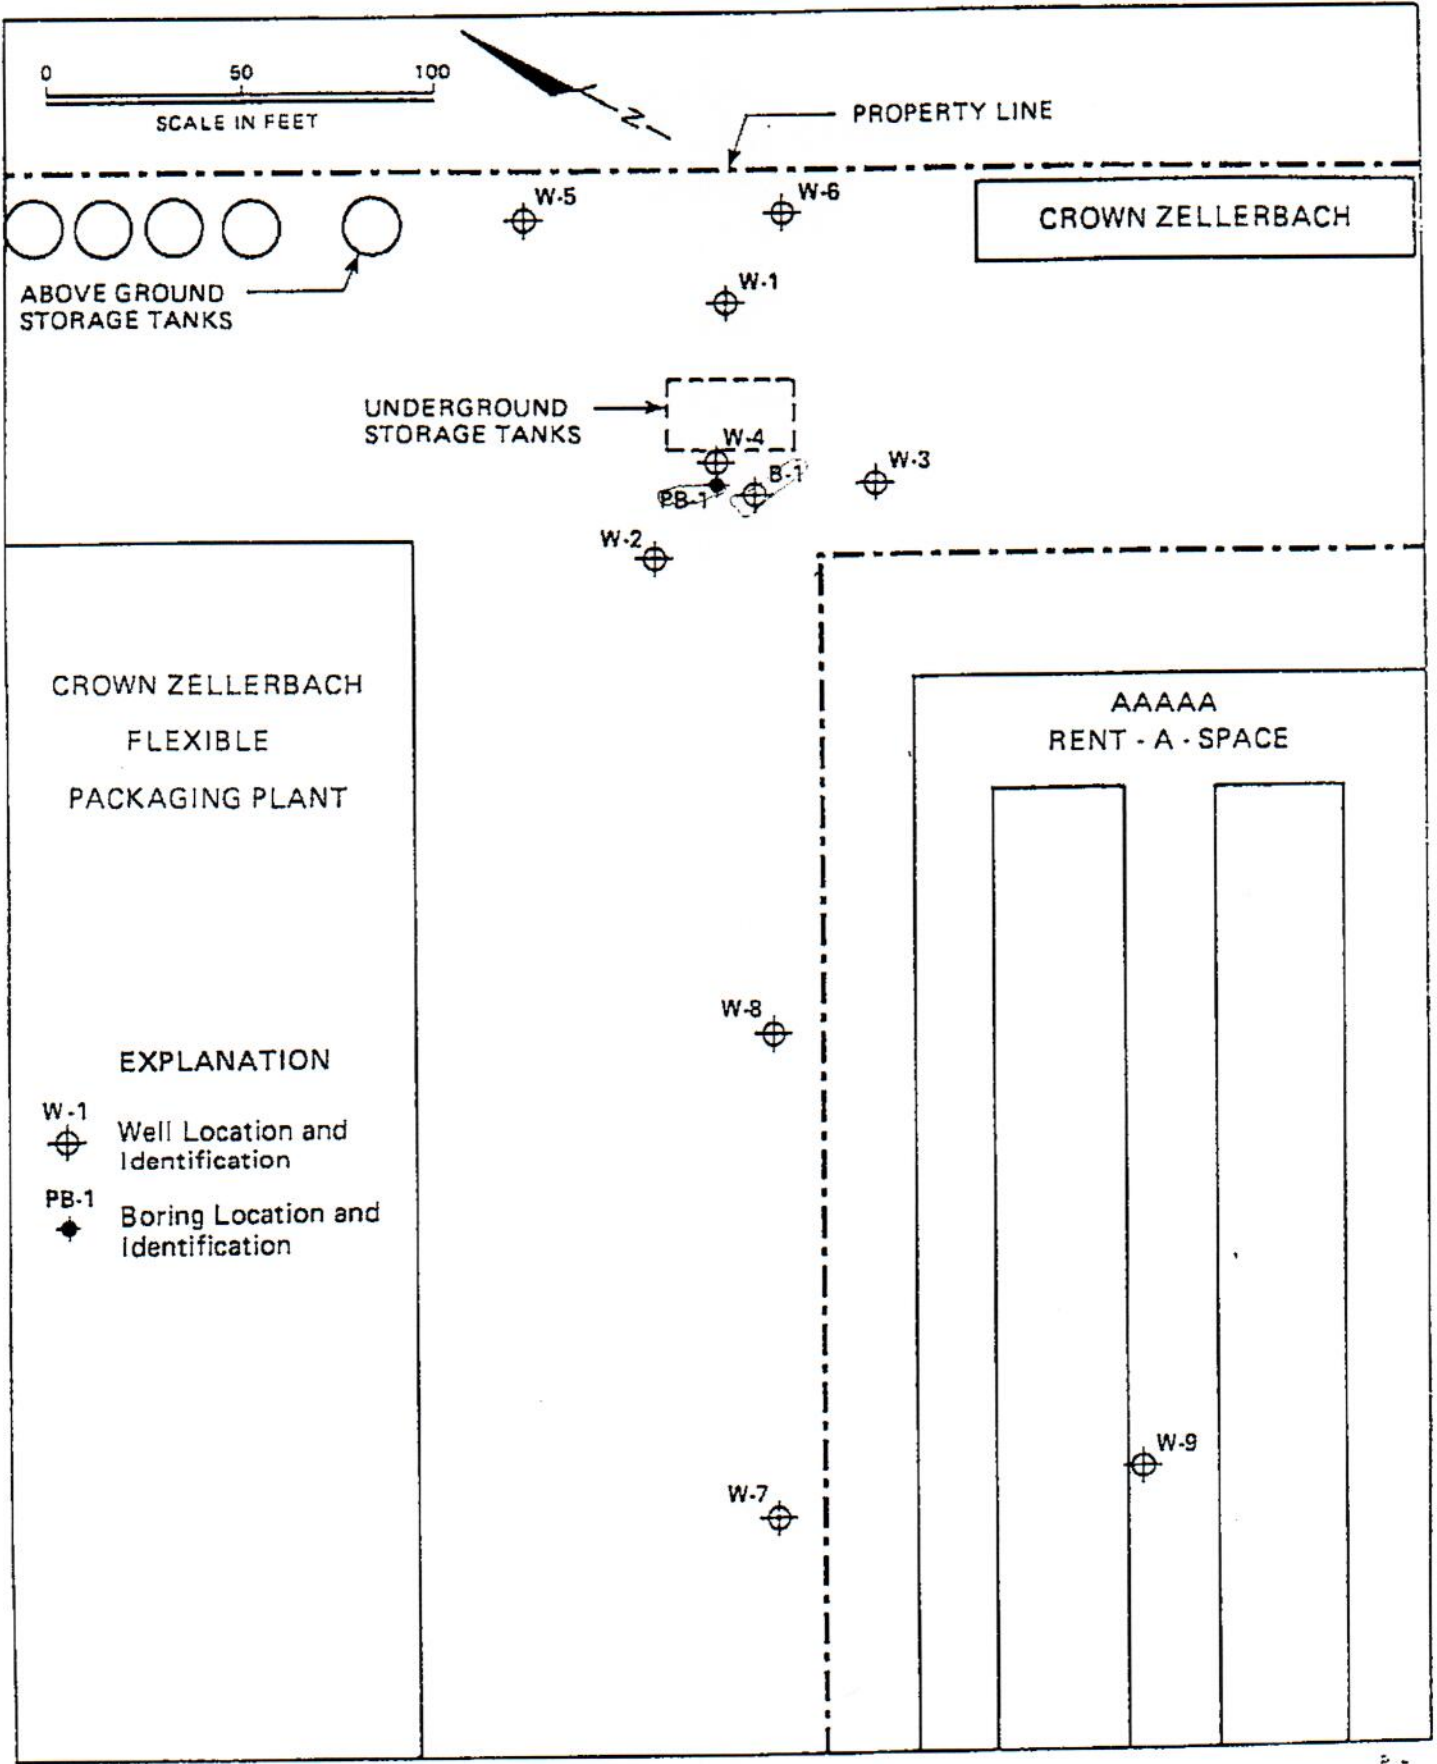 0 50 100
SCALE IN FEET
N
PROPERTY LINE
W-5
W-6
CROWN ZELLERBACH
ABOVE GROUND
STORAGE TANKS
W-1
UNDERGROUND
STORAGE TANKS
W-4
W-3
B-1
PB-1
W-2
CROWN ZELLERBACH
FLEXIBLE
PACKAGING PLANT
AAAAA
RENT - A - SPACE
W-8
EXPLANATION
W-1
Well Location and
Identification
PB-1
Boring Location and
Identification
W-9
W-7